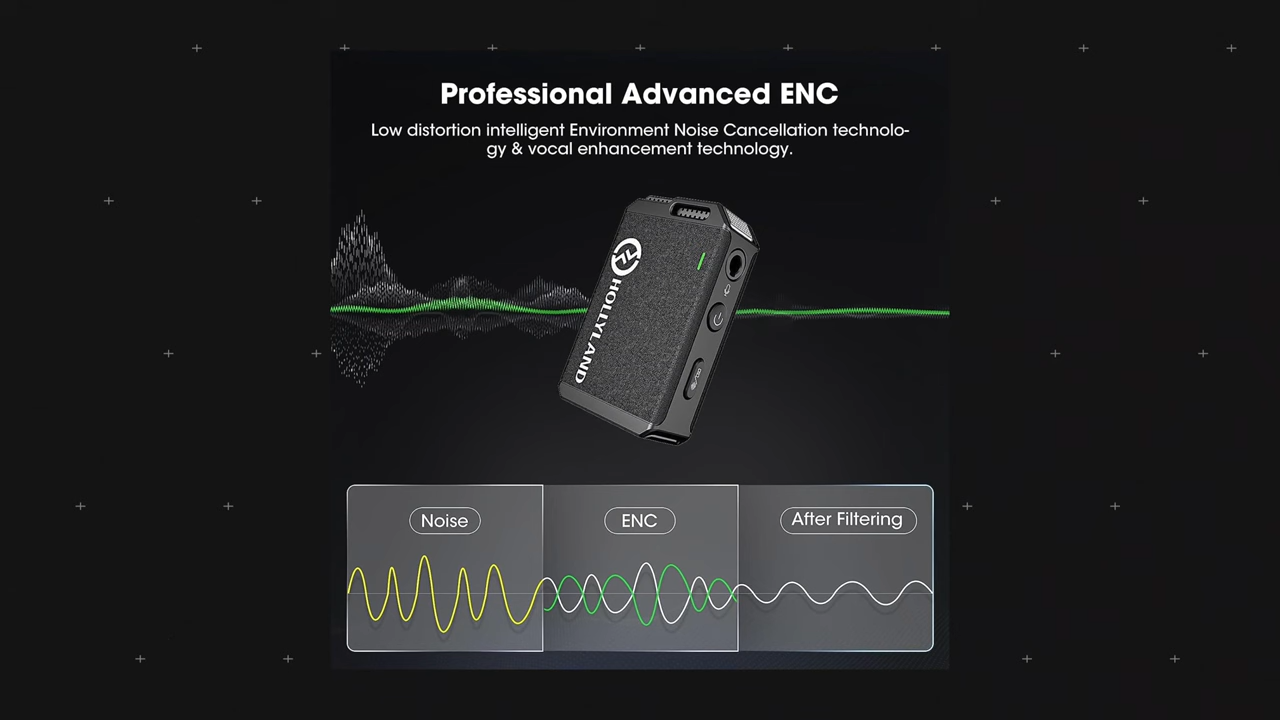 Professional Advanced ENC
Low distortion intelligent Environment Noise Cancellation technolo-
gy & vocal enhancement technology.
HOLLYLAND
Noise
ENC
After Filtering